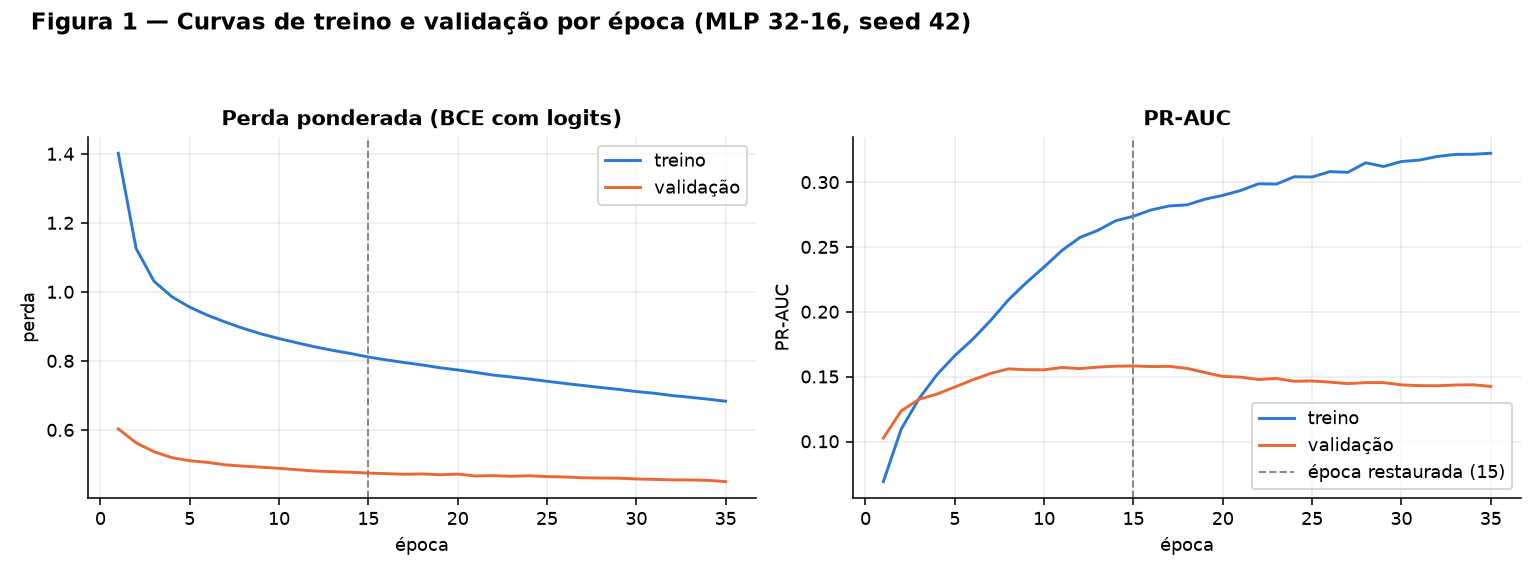 Figura 1 — Curvas de treino e validação por época (MLP 32-16, seed 42)
Perda ponderada (BCE com logits)
perda
1.4
1.2
1.0
0.8
0.6
treino
validação
0 5 10 15 20 25 30 35
época
PR-AUC
PR-AUC
0.30
0.25
0.20
0.15
0.10
treino
validação
época restaurada (15)
0 5 10 15 20 25 30 35
época